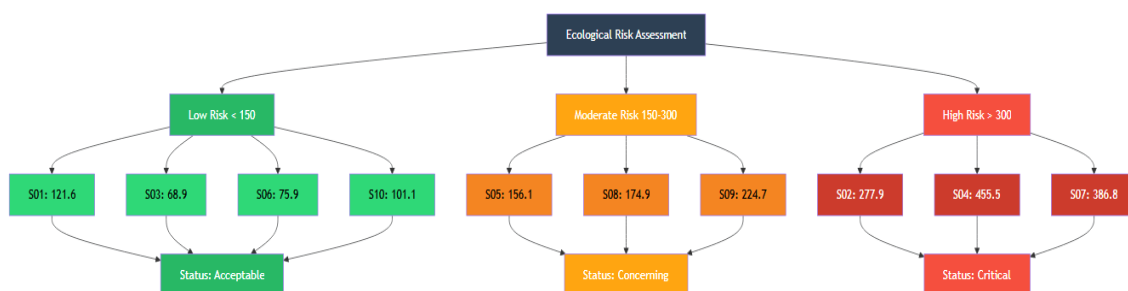 Ecological Risk Assessment
Low Risk < 150
Moderate Risk 150-300
High Risk > 300
S01: 121.6
S03: 68.9
S06: 75.9
S10: 101.1
S05: 156.1
S08: 174.9
S09: 224.7
S02: 277.9
S04: 455.5
S07: 386.8
Status: Acceptable
Status: Concerning
Status: Critical